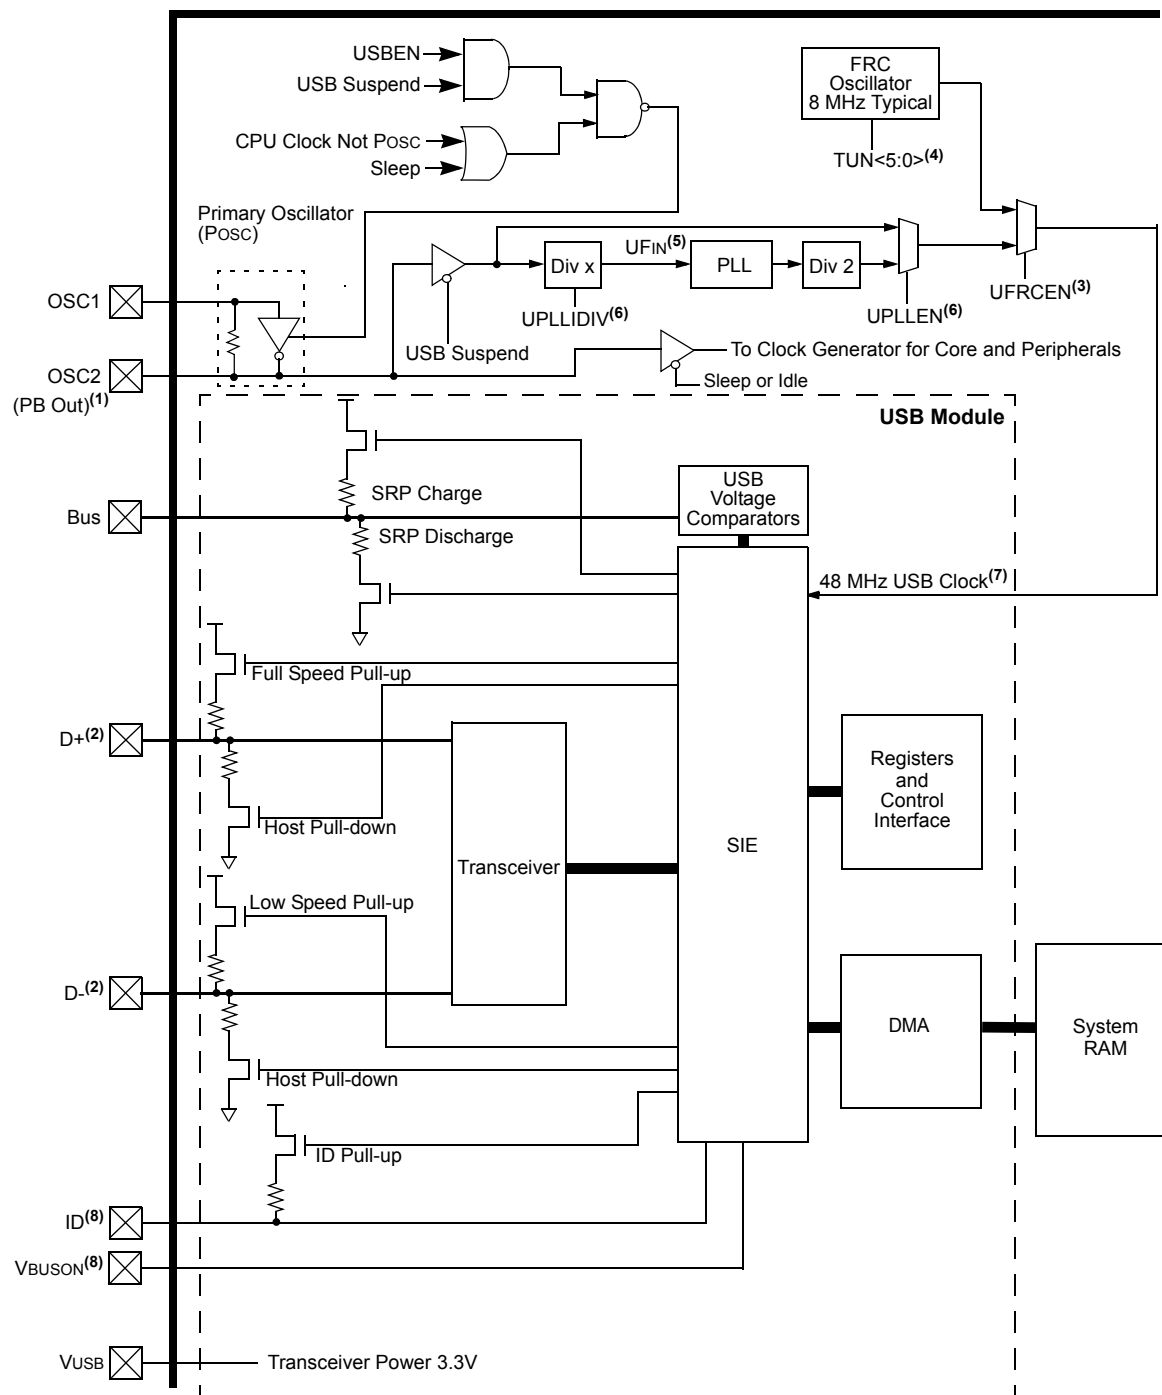 USBEN
USB Suspend
CPU Clock Not POSC
Sleep
FRC
Oscillator
8 MHz Typical
TUN<5:0>(4)
Primary Oscillator
(POSC)
UFIN(5)
Div x
PLL
Div 2
UFRCEN(3)
UPLLIDIV(6)
UPLLEN(6)
OSC1
USB Suspend
To Clock Generator for Core and Peripherals
OSC2
(PB Out)(1)
Sleep or Idle
USB Module
USB
Voltage
Comparators
SRP Charge
Bus
SRP Discharge
48 MHz USB Clock(7)
Full Speed Pull-up
D+(2)
Registers
and
Control
Interface
Host Pull-down
SIE
Transceiver
Low Speed Pull-up
D-(2)
DMA
System
RAM
Host Pull-down
ID Pull-up
ID(8)
VBUSON(8)
VUSB
Transceiver Power 3.3V